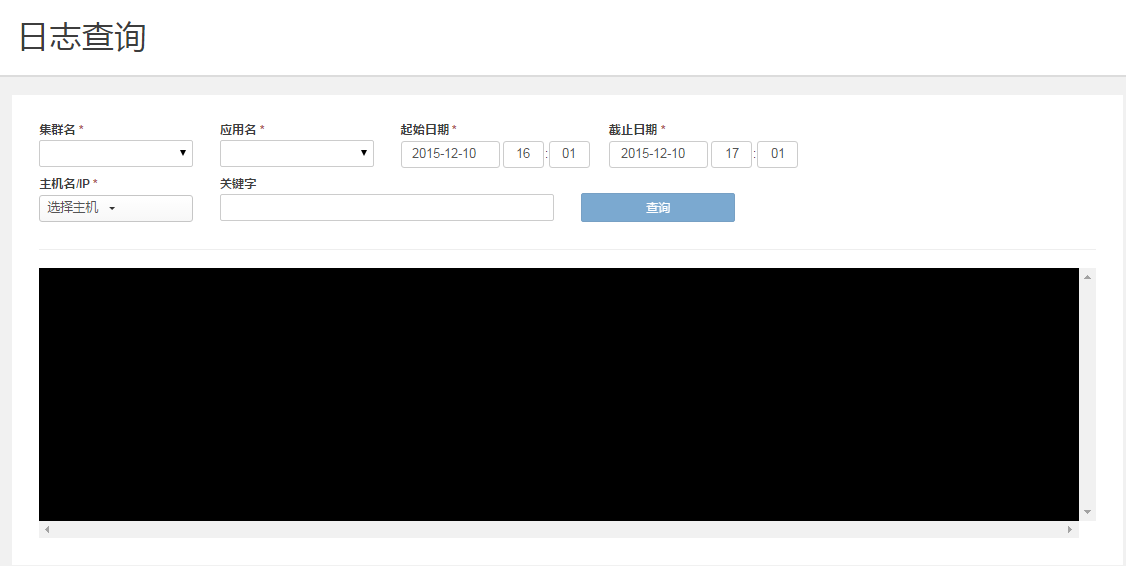 日志查询
集群名 * 应用名 * 起始日期 * 截止日期 *
2015-12-10 16 : 01 2015-12-10 17 : 01
主机名/IP * 关键字
选择主机 查询